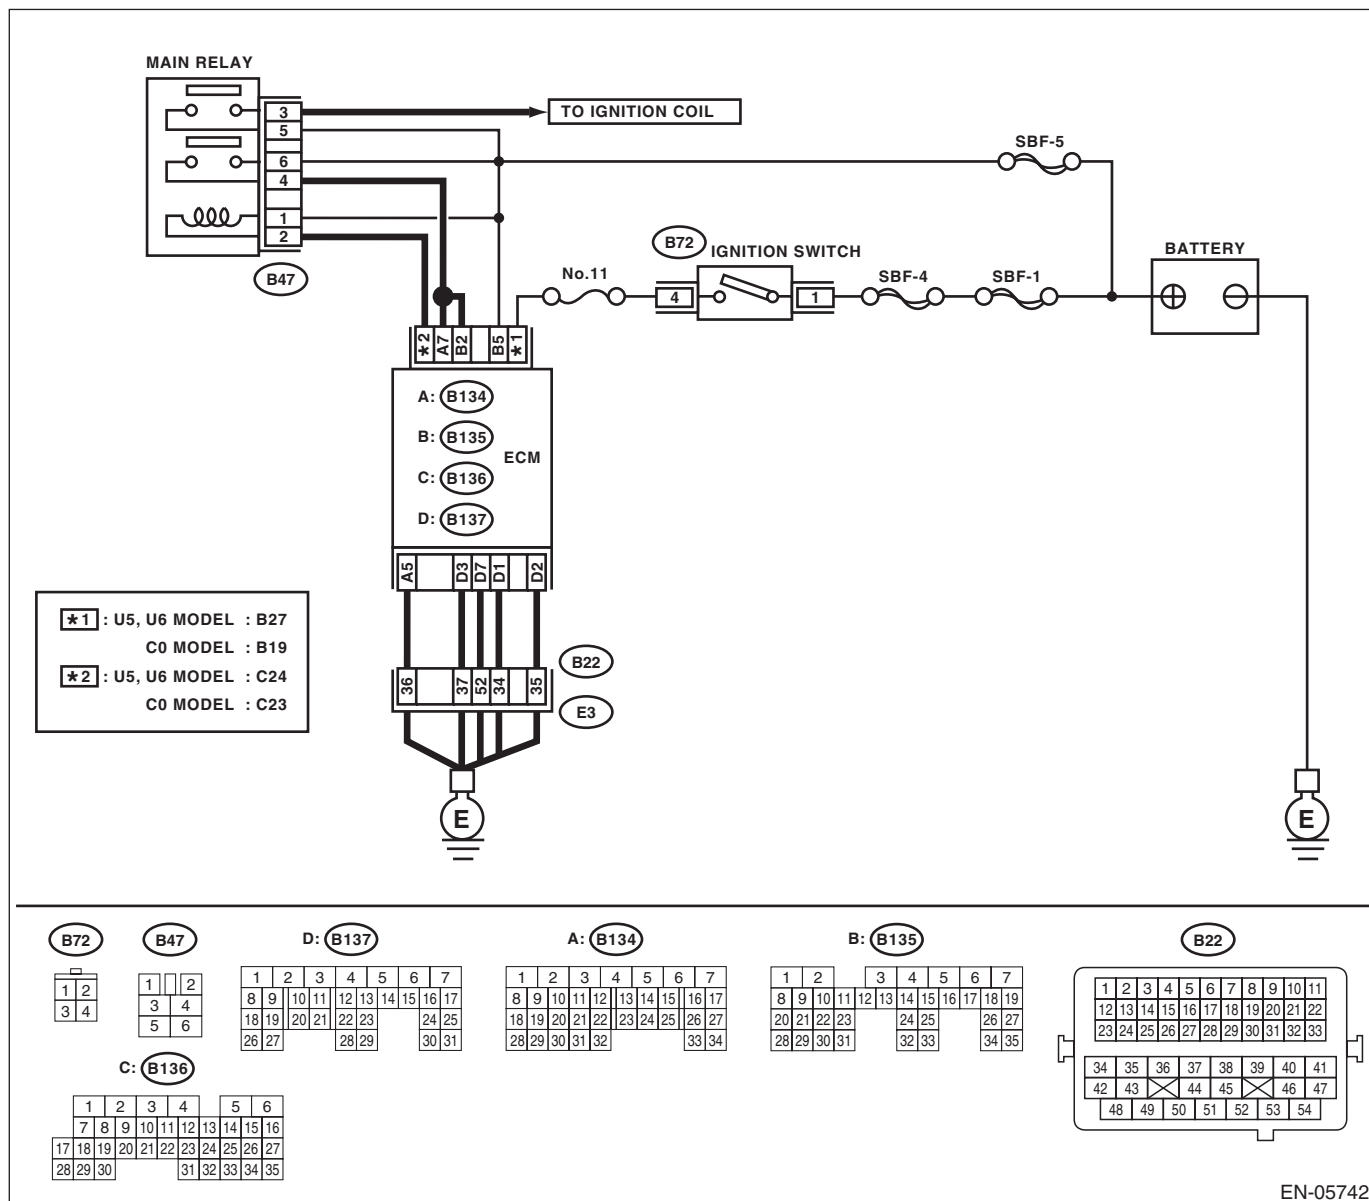 MAIN RELAY
3
TO IGNITION COIL
5
6
4
1
2
B47
SBF-5
B72
IGNITION SWITCH
No.11
4
1
SBF-4
SBF-1
BATTERY
*2 A7 B2 B5 *1
A: B134
B: B135
ECM
C: B136
D: B137
A5 D3 D7 D1 D2
*1 : U5, U6 MODEL : B27
C0 MODEL : B19
*2 : U5, U6 MODEL : C24
C0 MODEL : C23
B22
36 37 52 34 35
E3
E
E
B72
1 2
3 4
B47
1 2
3 4
5 6
D: B137
1 2 3 4 5 6 7
8 9 10 11 12 13 14 15 16 17
18 19 20 21 22 23 24 25
26 27 28 29 30 31
A: B134
1 2 3 4 5 6 7
8 9 10 11 12 13 14 15 16 17
18 19 20 21 22 23 24 25 26 27
28 29 30 31 32 33 34
B: B135
1 2 3 4 5 6 7
8 9 10 11 12 13 14 15 16 17 18 19
20 21 22 23 24 25 26 27
28 29 30 31 32 33 34 35
B22
1 2 3 4 5 6 7 8 9 10 11
12 13 14 15 16 17 18 19 20 21 22
23 24 25 26 27 28 29 30 31 32 33
34 35 36 37 38 39 40 41
42 43 44 45 46 47
48 49 50 51 52 53 54
C: B136
1 2 3 4 5 6
7 8 9 10 11 12 13 14 15 16
17 18 19 20 21 22 23 24 25 26 27
28 29 30 31 32 33 34 35
EN-05742